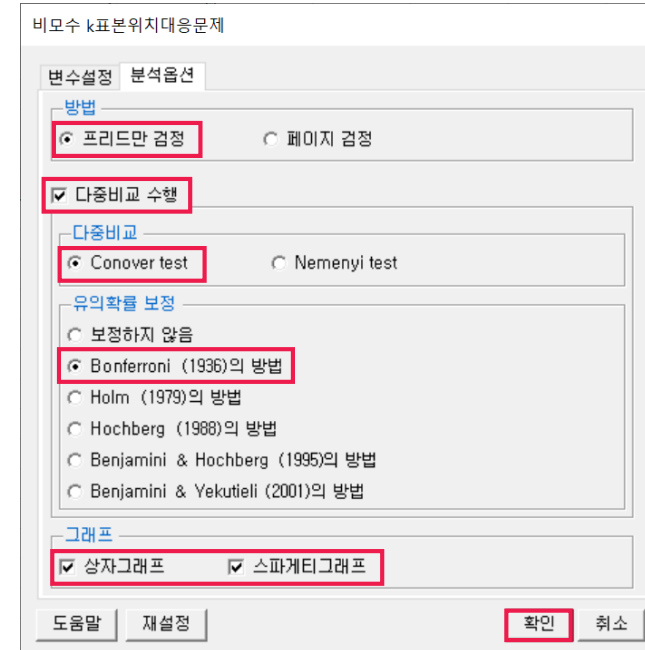 비모수 k표본위치대응문제
변수설정 분석옵션
방법
프리드만 검정 페이지 검정
다중비교 수행
다중비교
Conover test Nemenyi test
유의확률 보정
보정하지 않음
Bonferroni (1936)의 방법
Holm (1979)의 방법
Hochberg (1988)의 방법
Benjamini & Hochberg (1995)의 방법
Benjamini & Yekutieli (2001)의 방법
그래프
상자그래프 스파게티그래프
도움말 재설정 확인 취소